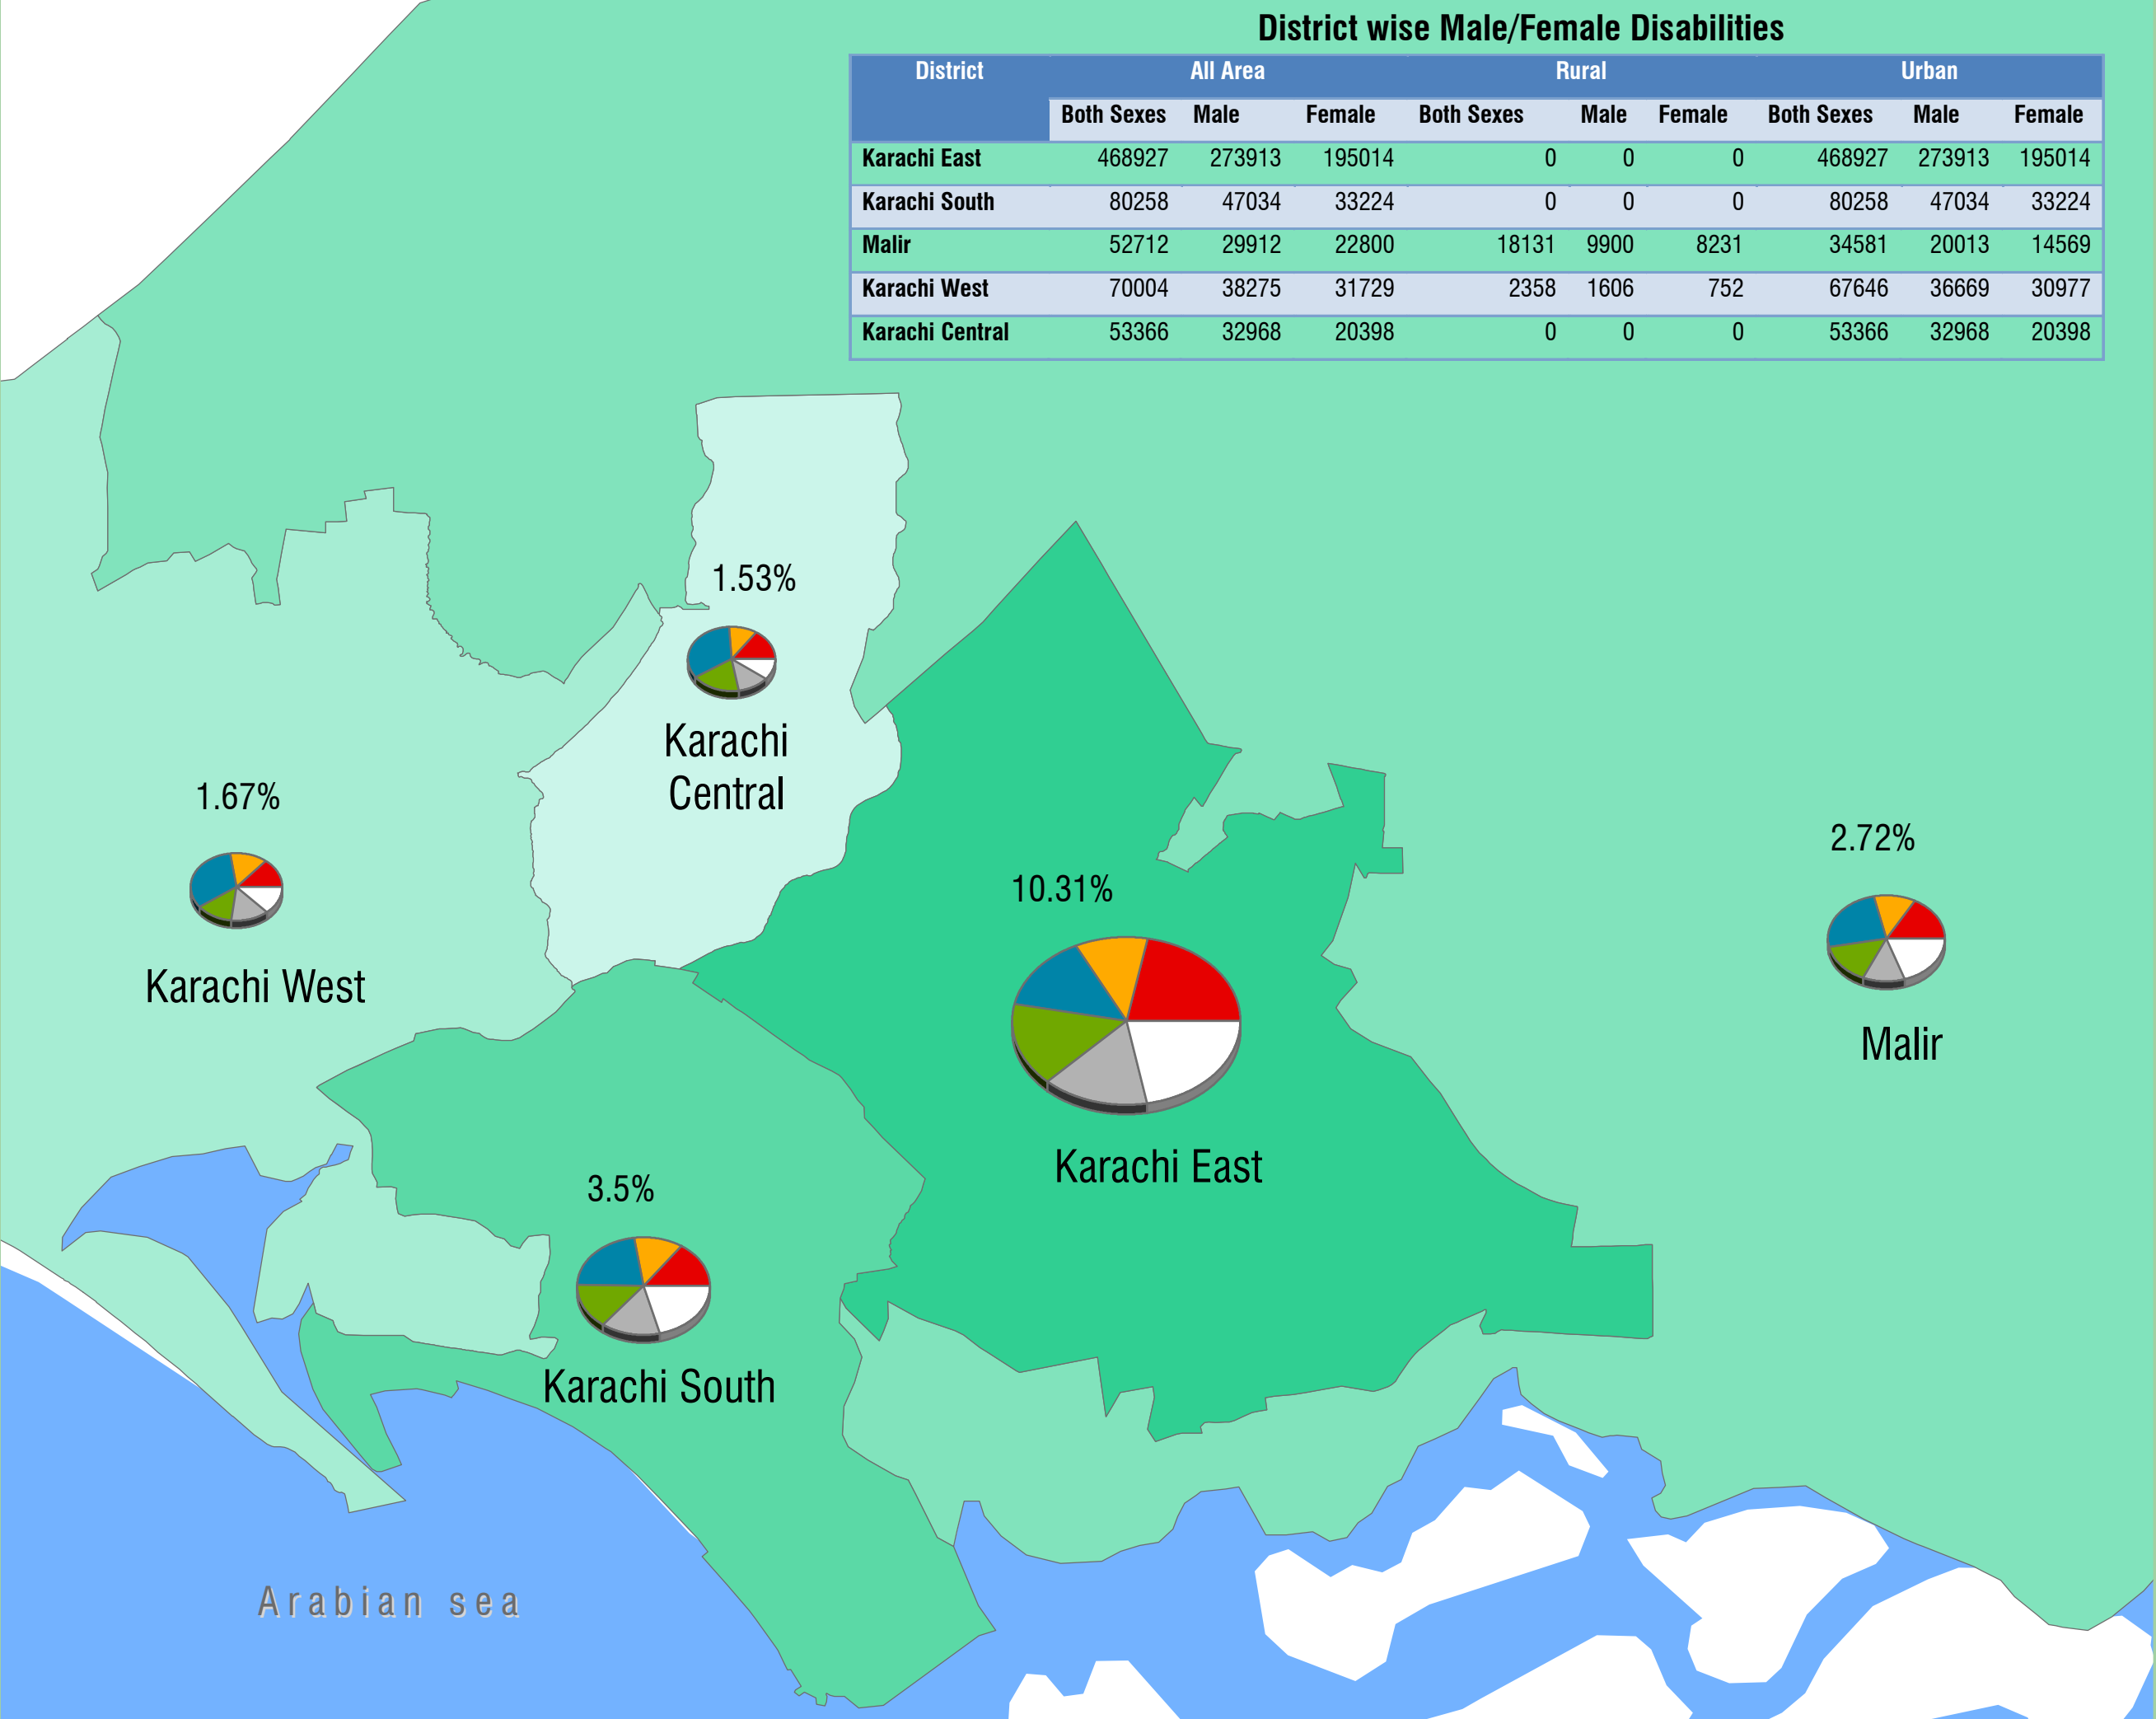 District wise Male/Female Disabilities
District All Area Rural Urban
Both Sexes Male Female Both Sexes Male Female Both Sexes Male Female
Karachi East 468927 273913 195014 0 0 0 468927 273913 195014
Karachi South 80258 47034 33224 0 0 0 80258 47034 33224
Malir 52712 29912 22800 18131 9900 8231 34581 20013 14569
Karachi West 70004 38275 31729 2358 1606 752 67646 36669 30977
Karachi Central 53366 32968 20398 0 0 0 53366 32968 20398
1.53%
Karachi
Central
1.67%
Karachi West
10.31%
Karachi East
2.72%
Malir
3.5%
Karachi South
Arabian sea